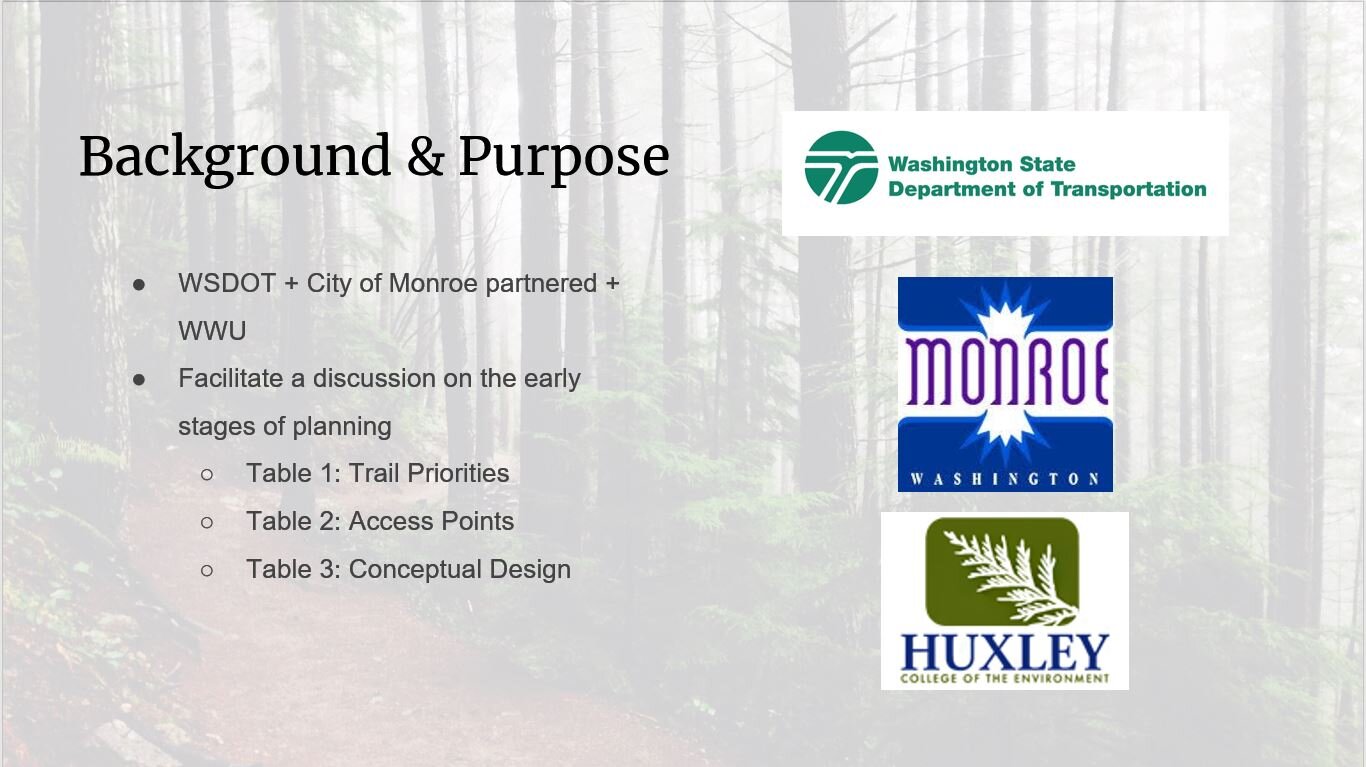 Background & Purpose
● WSDOT + City of Monroe partnered +
WWU
● Facilitate a discussion on the early
stages of planning
○ Table 1: Trail Priorities
○ Table 2: Access Points
○ Table 3: Conceptual Design
Washington State
Department of Transportation
MONROE
WASHINGTON
HUXLEY
COLLEGE OF THE ENVIRONMENT